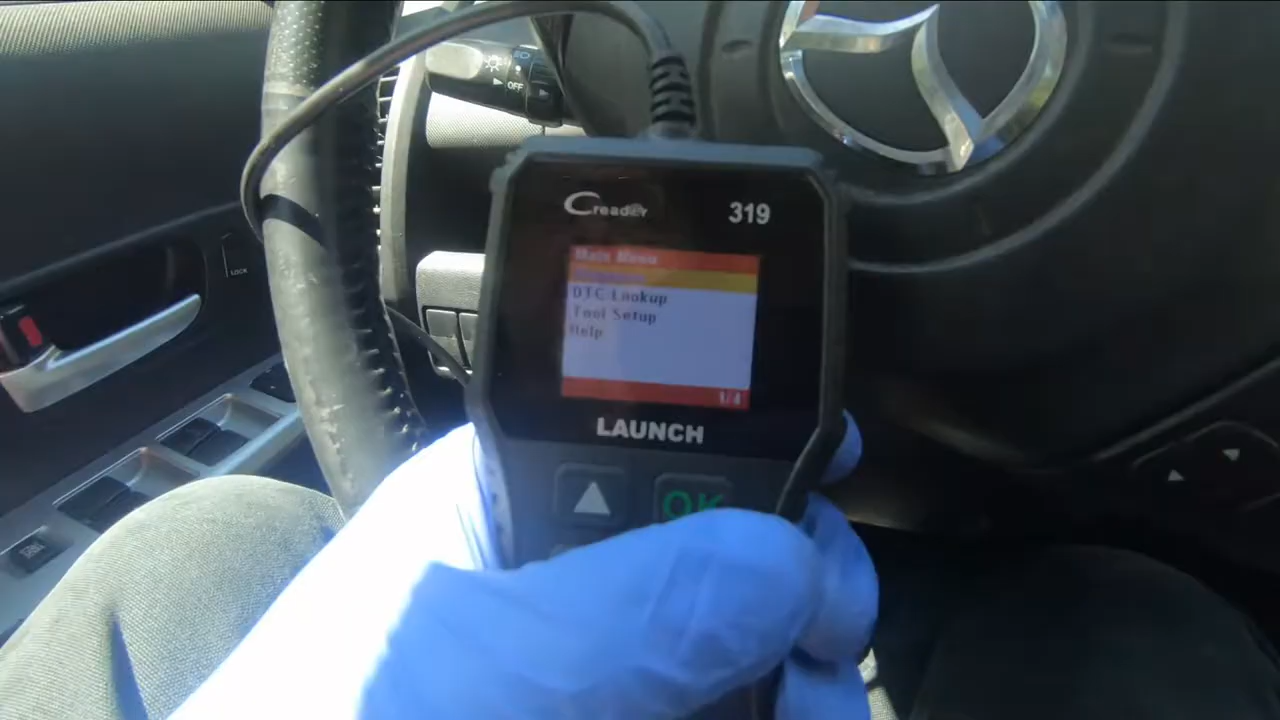 OFF
LOCK
Creader
319
Main Menu
DTC Lookup
Tool Setup
Help
1/4
LAUNCH
OK